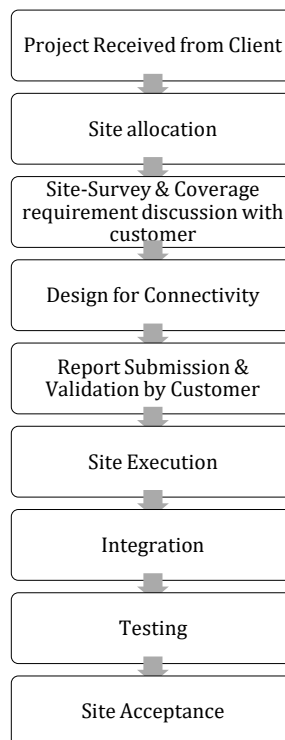 Project Received from Client
Site allocation
Site-Survey & Coverage
requirement discussion with
customer
Design for Connectivity
Report Submission &
Validation by Customer
Site Execution
Integration
Testing
Site Acceptance